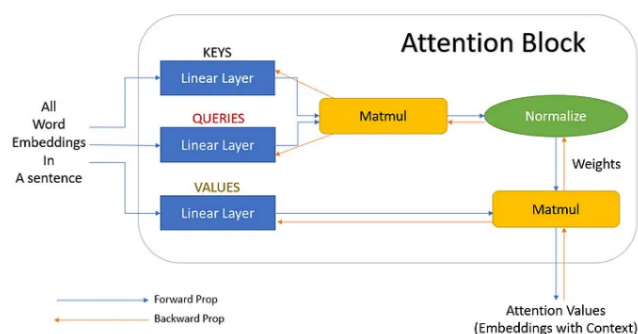 Attention Block
KEYS
Linear Layer
QUERIES
Linear Layer
VALUES
Linear Layer
All
Word
Embeddings
In
A sentence
Matmul
Normalize
Weights
Matmul
Forward Prop
Backward Prop
Attention Values
(Embeddings with Context)